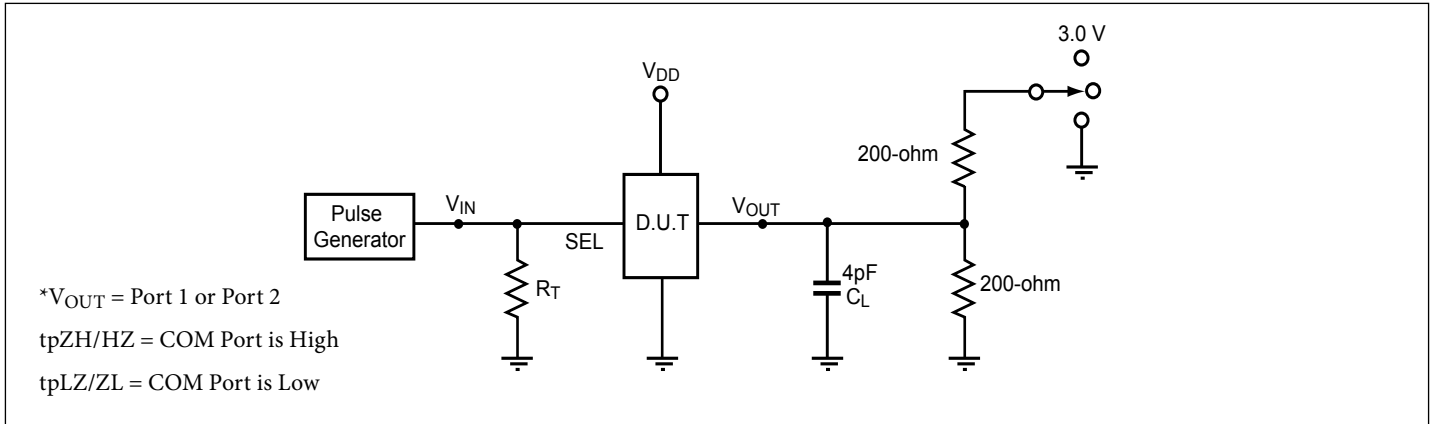 3.0 V
VDD
200-ohm
Pulse
Generator
VIN
SEL
D.U.T
VOUT
RT
4pF
CL
200-ohm
*VOUT = Port 1 or Port 2
tpZH/HZ = COM Port is High
tpLZ/ZL = COM Port is Low